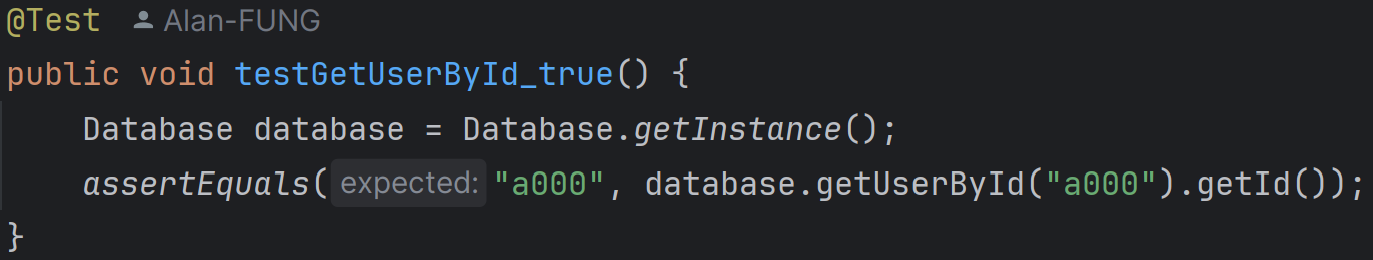 @Test Alan-FUNG
public void testGetUserById_true() {
Database database = Database.getInstance();
assertEquals( expected: "a000", database.getUserById("a000").getId());
}